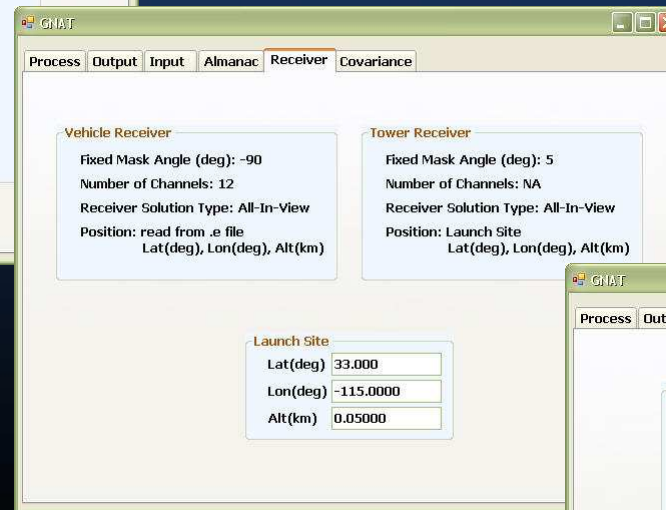 GNAT
Process Output Input Almanac Receiver Covariance
Vehicle Receiver
Fixed Mask Angle (deg): -90
Number of Channels: 12
Receiver Solution Type: All-In-View
Position: read from .e file
Lat(deg), Lon(deg), Alt(km)
Tower Receiver
Fixed Mask Angle (deg): 5
Number of Channels: NA
Receiver Solution Type: All-In-View
Position: Launch Site
Lat(deg), Lon(deg), Alt(km)
Launch Site
Lat(deg) 33.000
Lon(deg) -115.0000
Alt(km) 0.05000
GNAT
Process Out